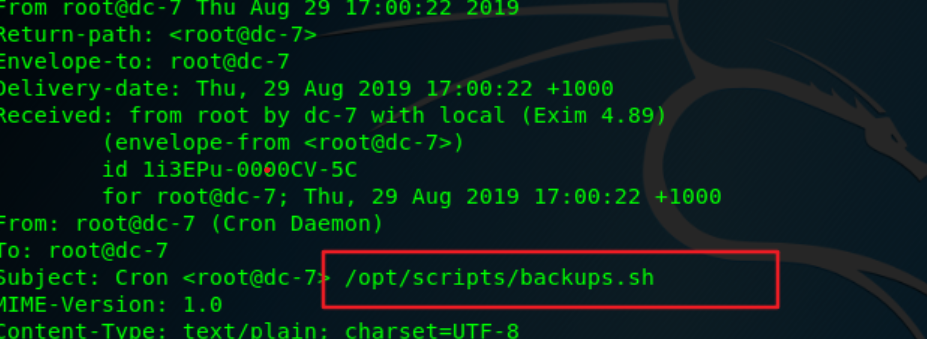 From root@dc-7 Thu Aug 29 17:00:22 2019
Return-path: <root@dc-7>
Envelope-to: root@dc-7
Delivery-date: Thu, 29 Aug 2019 17:00:22 +1000
Received: from root by dc-7 with local (Exim 4.89)
(envelope-from <root@dc-7>)
id 1i3EPu-0000CV-5C
for root@dc-7; Thu, 29 Aug 2019 17:00:22 +1000
From: root@dc-7 (Cron Daemon)
To: root@dc-7
Subject: Cron <root@dc-7> /opt/scripts/backups.sh
MIME-Version: 1.0
Content-Type: text/plain; charset=UTF-8